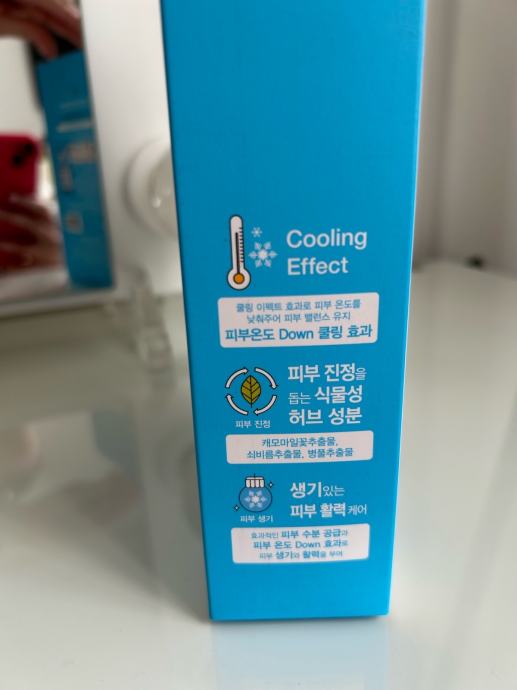 Cooling
Effect
쿨링 이펙트 효과로 피부 온도를
낮춰주어 피부 밸런스 유지
피부온도 Down 쿨링 효과
피부 진정을
돕는 식물성
허브 성분
피부 진정
캐모마일꽃추출물,
쇠비름추출물, 병풀추출물
생기있는
피부 활력 케어
피부 생기
효과적인 피부 수분 공급과
피부 온도 Down 효과로
피부 생기와 활력을 부여